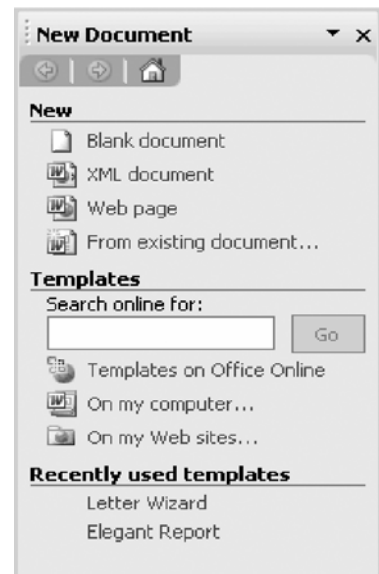 New Document
New
Blank document
XML document
Web page
From existing document...
Templates
Search online for:
Go
Templates on Office Online
On my computer...
On my Web sites...
Recently used templates
Letter Wizard
Elegant Report